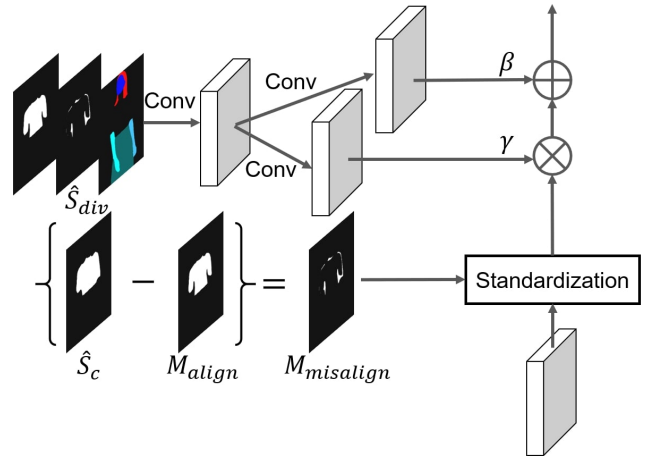 Conv
Conv
Conv
β
γ
Ŝ_div
{ − } =
Standardization
Ŝ_c
M_align
M_misalign